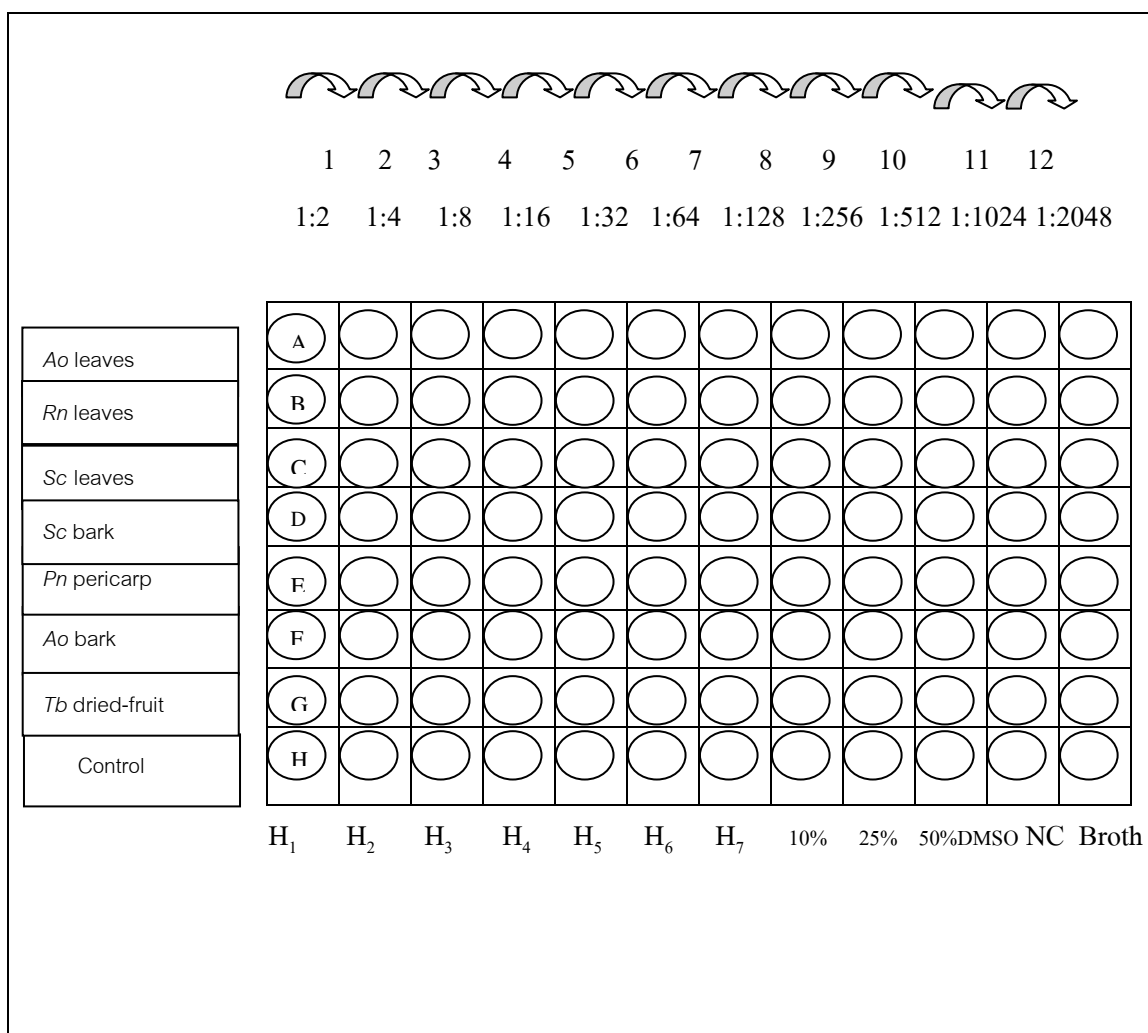 1 2 3 4 5 6 7 8 9 10 11 12
1:2 1:4 1:8 1:16 1:32 1:64 1:128 1:256 1:512 1:1024 1:2048
Ao leaves
A
Rn leaves
B
Sc leaves
C
Sc bark
D
Pn pericarp
E
Ao bark
F
Tb dried-fruit
G
Control
H
H₁ H₂ H₃ H₄ H₅ H₆ H₇ 10% 25% 50%DMSO NC Broth